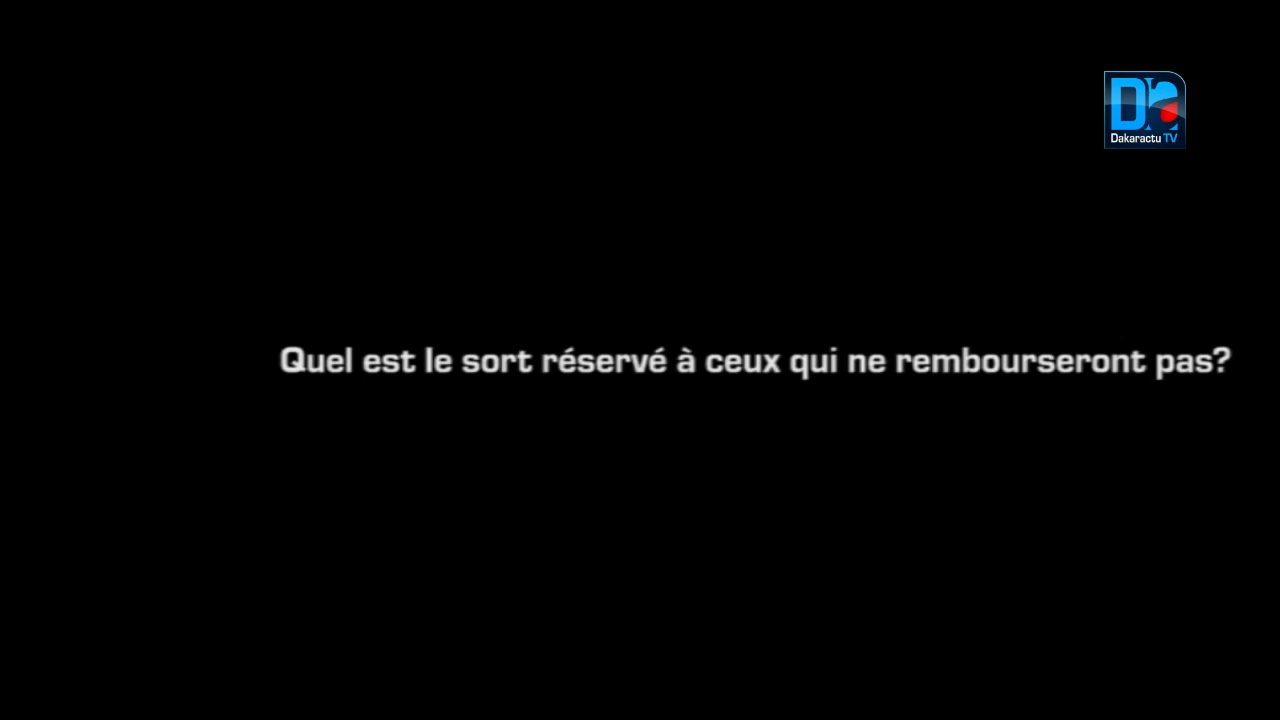 Dakaractu TV
Quel est le sort réservé à ceux qui ne rembourseront pas?